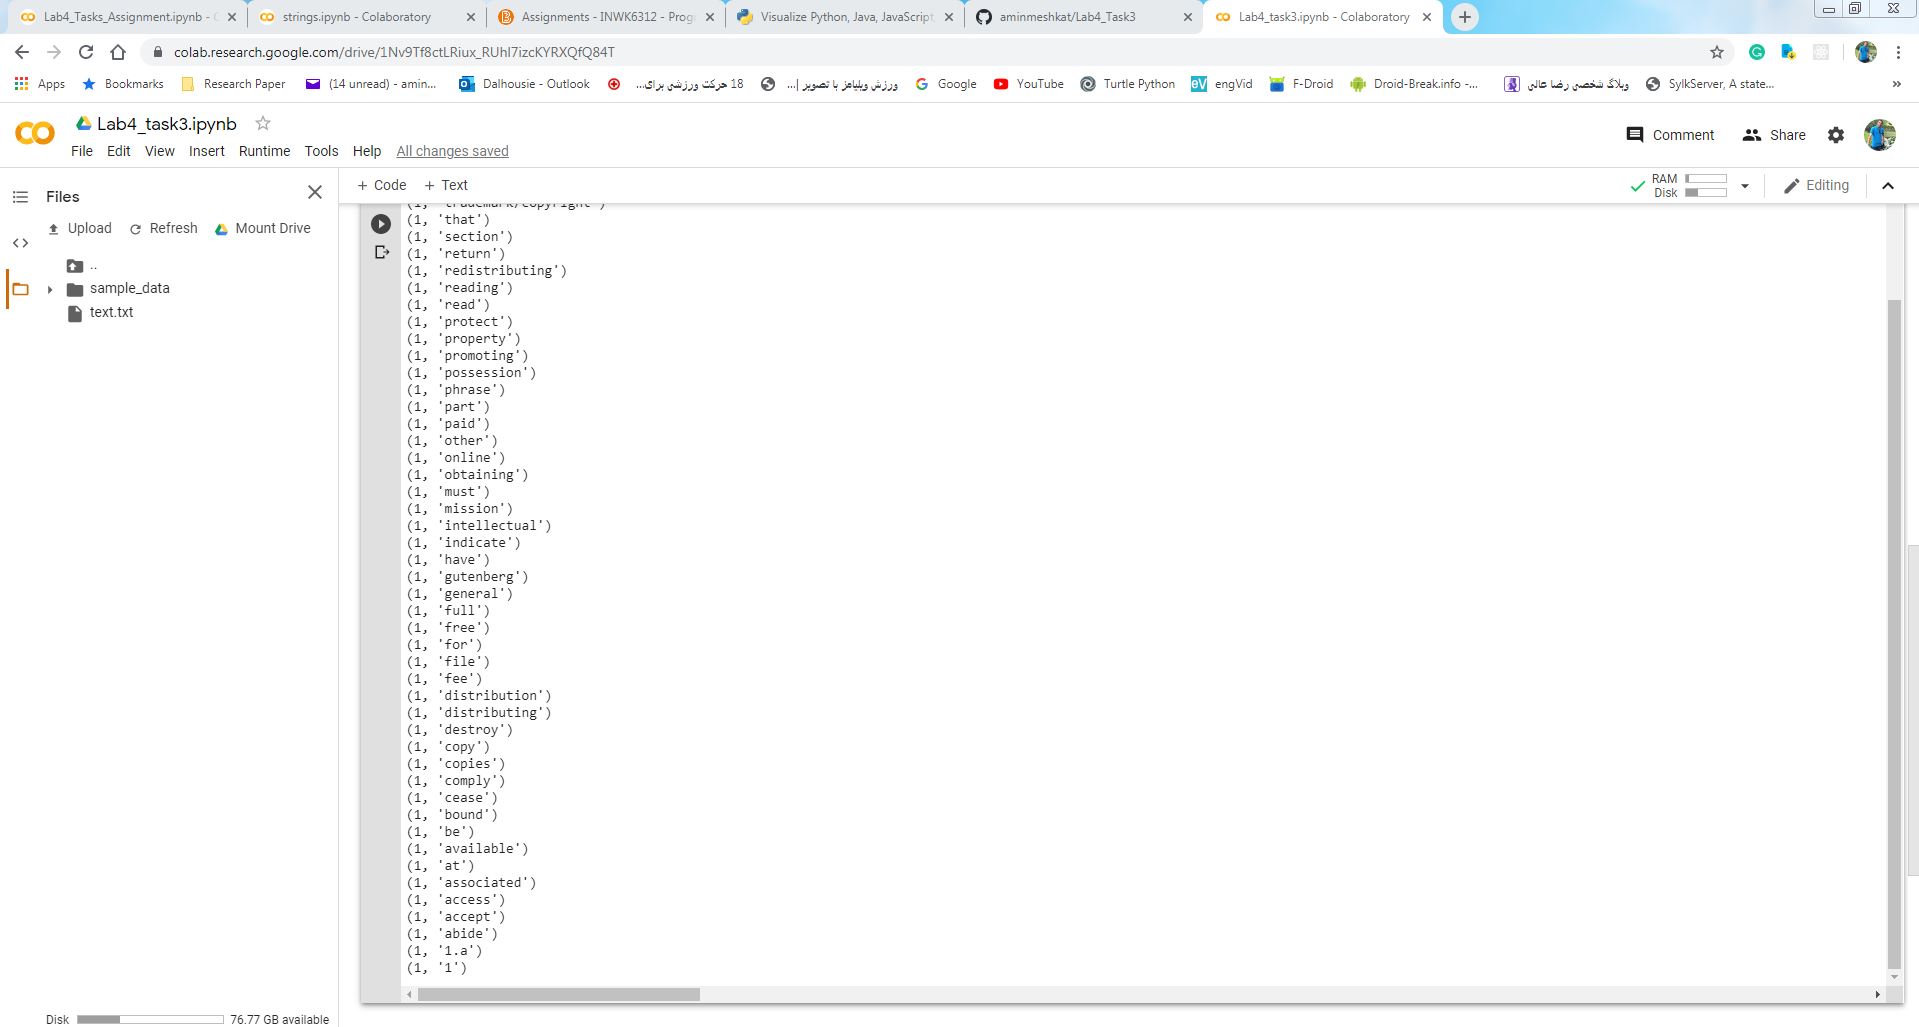 Lab4_Tasks_Assignment.ipynb - C
strings.ipynb - Colaboratory
Assignments - INWK6312 - Prog
Visualize Python, Java, JavaScript,
aminmeshkat/Lab4_Task3
Lab4_task3.ipynb - Colaboratory
colab.research.google.com/drive/1Nv9Tf8ctLRiux_RUhl7izcKYRXQfQ84T
Apps
Bookmarks
Research Paper
(14 unread) - amin...
Dalhousie - Outlook
18 حرکت ورزشی برای...
ورزش ویلیامز با تصویر |...
Google
YouTube
Turtle Python
engVid
F-Droid
Droid-Break.info -...
وبلاگ شخصی رضا عالی
SylkServer, A state...
»
Lab4_task3.ipynb
Comment
Share
File Edit View Insert Runtime Tools Help All changes saved
Files
+ Code + Text
RAM
Disk
Editing
Upload Refresh Mount Drive
..
sample_data
text.txt
(1, 'trademark/copyright')
(1, 'that')
(1, 'section')
(1, 'return')
(1, 'redistributing')
(1, 'reading')
(1, 'read')
(1, 'protect')
(1, 'property')
(1, 'promoting')
(1, 'possession')
(1, 'phrase')
(1, 'part')
(1, 'paid')
(1, 'other')
(1, 'online')
(1, 'obtaining')
(1, 'must')
(1, 'mission')
(1, 'intellectual')
(1, 'indicate')
(1, 'have')
(1, 'gutenberg')
(1, 'general')
(1, 'full')
(1, 'free')
(1, 'for')
(1, 'file')
(1, 'fee')
(1, 'distribution')
(1, 'distributing')
(1, 'destroy')
(1, 'copy')
(1, 'copies')
(1, 'comply')
(1, 'cease')
(1, 'bound')
(1, 'be')
(1, 'available')
(1, 'at')
(1, 'associated')
(1, 'access')
(1, 'accept')
(1, 'abide')
(1, '1.a')
(1, '1')
Disk 76.77 GB available